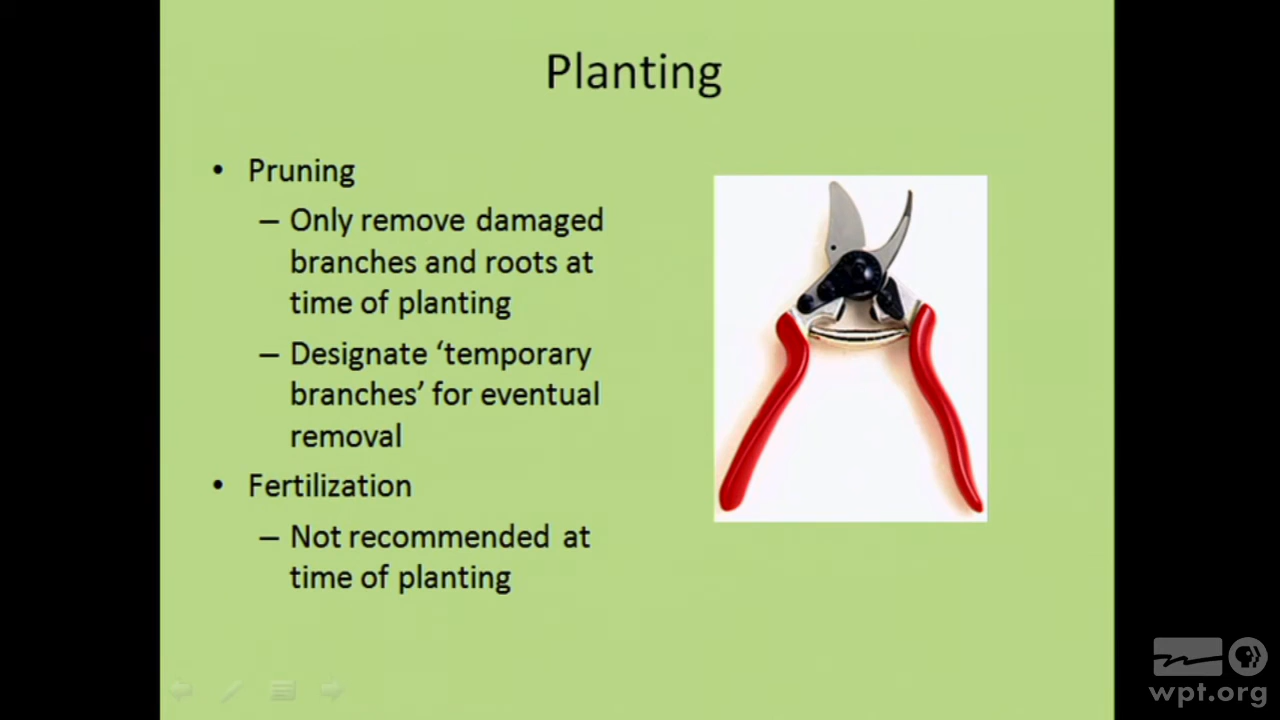 Planting
• Pruning
– Only remove damaged
branches and roots at
time of planting
– Designate ‘temporary
branches’ for eventual
removal
• Fertilization
– Not recommended at
time of planting
wpt.org